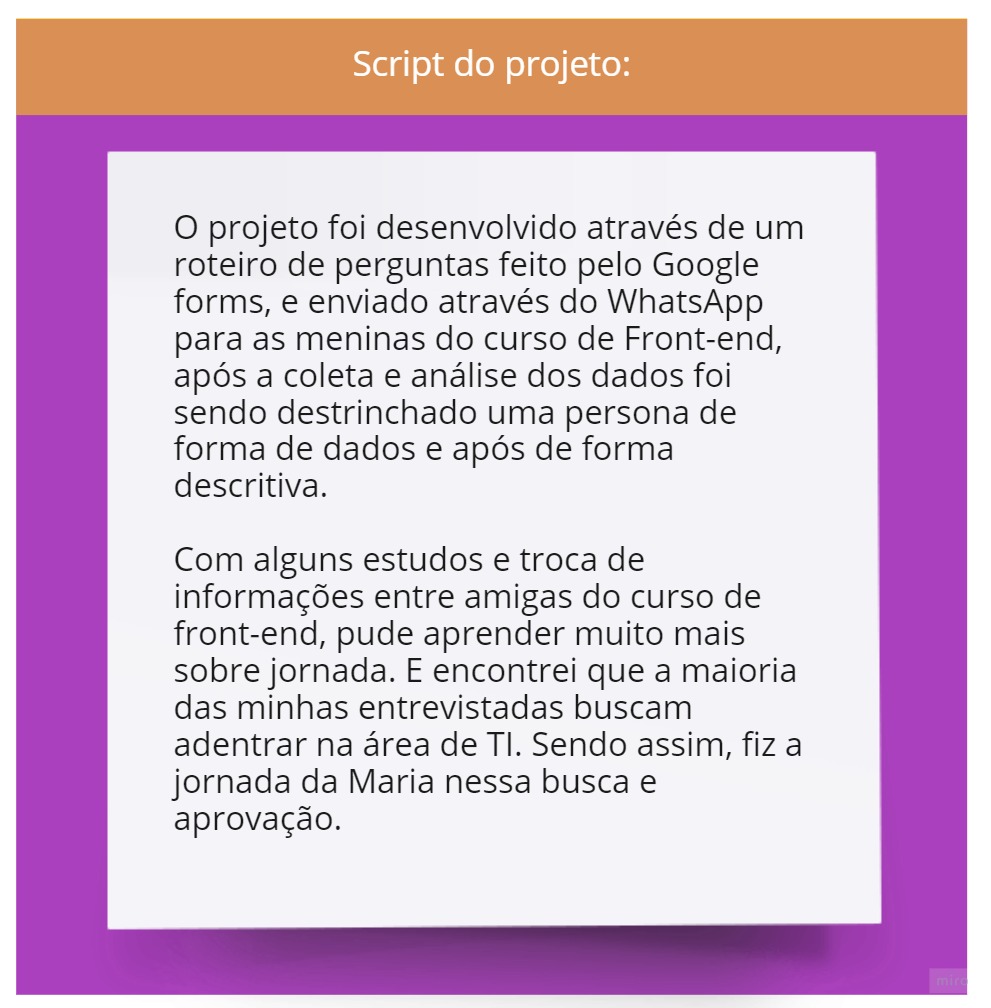 Script do projeto:
O projeto foi desenvolvido através de um
roteiro de perguntas feito pelo Google
forms, e enviado através do WhatsApp
para as meninas do curso de Front-end,
após a coleta e análise dos dados foi
sendo destrinchado uma persona de
forma de dados e após de forma
descritiva.
Com alguns estudos e troca de
informações entre amigas do curso de
front-end, pude aprender muito mais
sobre jornada. E encontrei que a maioria
das minhas entrevistadas buscam
adentrar na área de TI. Sendo assim, fiz a
jornada da Maria nessa busca e
aprovação.
miro